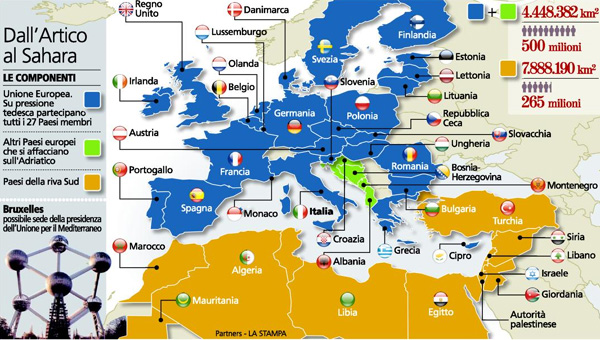 Dall'Artico
al Sahara
LE COMPONENTI
Unione Europea.
Su pressione
tedesca partecipano
tutti i 27 Paesi membri
Altri Paesi europei
che si affacciano
sull'Adriatico
Paesi della riva Sud
Bruxelles
possibile sede della presidenza
dell'Unione per il Mediterraneo
Regno
Unito
Danimarca
Lussemburgo
Olanda
Belgio
Irlanda
Austria
Portogallo
Marocco
Svezia
Finlandia
Estonia
Lettonia
Lituania
Slovenia
Germania
Polonia
Repubblica
Ceca
Slovacchia
Ungheria
Francia
Romania
Bosnia-
Herzegovina
Montenegro
Spagna
Monaco
Italia
Croazia
Albania
Bulgaria
Turchia
Grecia
Cipro
Siria
Libano
Israele
Giordania
Autorità
palestinese
Algeria
Mauritania
Libia
Egitto
Partners - LA STAMPA
+
4.448.382 km²
500 milioni
7.888.190 km²
265 milioni